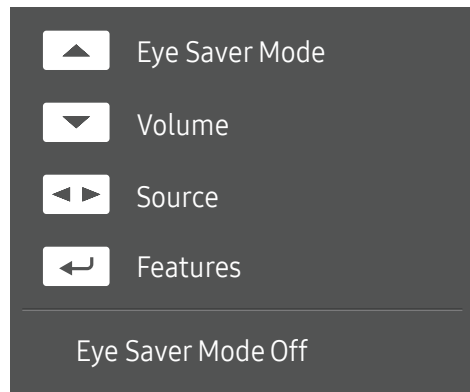 Eye Saver Mode
Volume
Source
Features
Eye Saver Mode Off